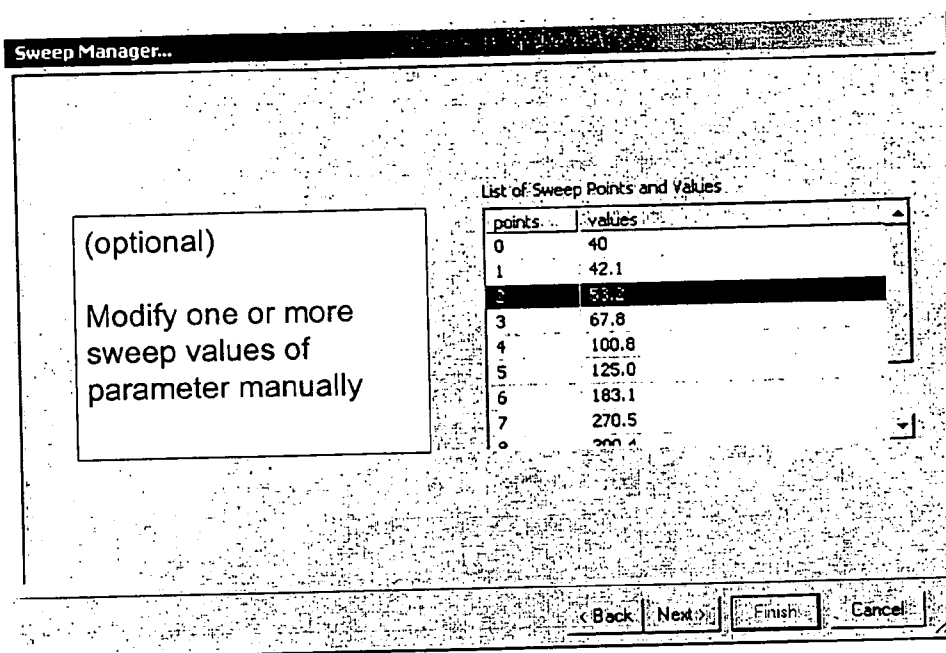 Sweep Manager...
(optional)
Modify one or more
sweep values of
parameter manually
List of Sweep Points and Values
points values
0 40
1 42.1
2 53.2
3 67.8
4 100.8
5 125.0
6 183.1
7 270.5
< Back Next > Finish Cancel